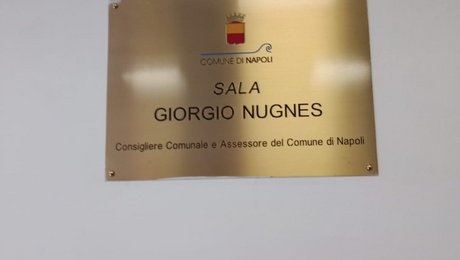 COMUNE DI NAPOLI
SALA
GIORGIO NUGNES
Consigliere Comunale e Assessore del Comune di Napoli